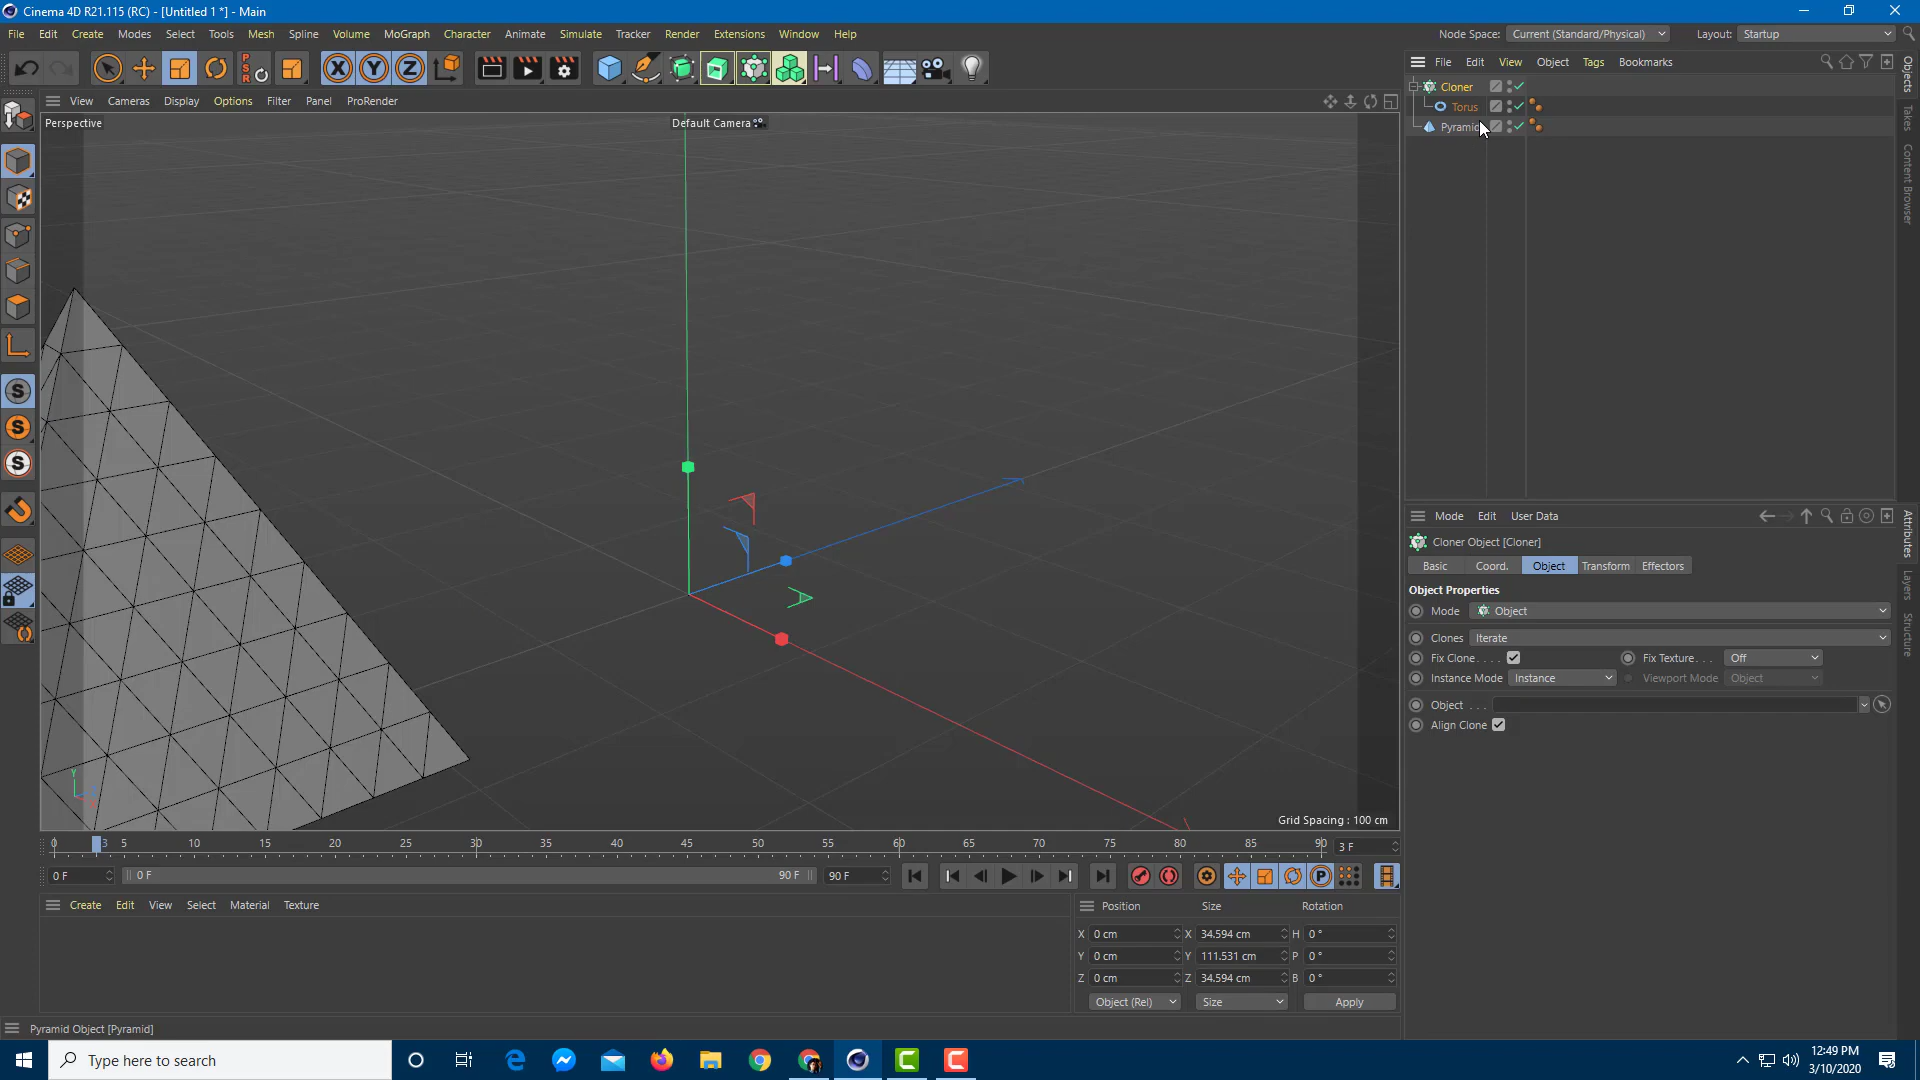 Cinema 4D R21.115 (RC) - [Untitled 1 *] - Main
File Edit Create Modes Select Tools Mesh Spline Volume MoGraph Character Animate Simulate Tracker Render Extensions Window Help
Node Space: Current (Standard/Physical) Layout: Startup
File Edit View Object Tags Bookmarks
Cloner
Torus
Pyramid
Objects
Takes
Content Browser
View Cameras Display Options Filter Panel ProRender
Perspective
Default Camera
X Y Z
P S R
S
S
S
Y
Grid Spacing : 100 cm
Mode Edit User Data
Cloner Object [Cloner]
Basic Coord. Object Transform Effectors
Object Properties
Mode Object
Clones Iterate
Fix Clone . . . . Fix Texture . . . Off
Instance Mode Instance Viewport Mode Object
Object . . .
Align Clone
Attributes
Layers
Structure
0 3 5 10 15 20 25 30 35 40 45 50 55 60 65 70 75 80 85 90 3 F
0 F 0 F 90 F 90 F
P
Create Edit View Select Material Texture
Position Size Rotation
X 0 cm X 34.594 cm H 0 °
Y 0 cm Y 111.531 cm P 0 °
Z 0 cm Z 34.594 cm B 0 °
Object (Rel) Size Apply
Pyramid Object [Pyramid]
Type here to search
12:49 PM
3/10/2020